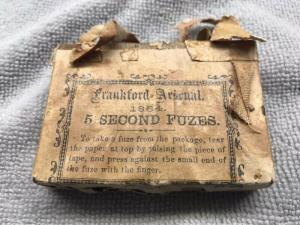 Frankford Arsenal.
1864.
5 SECOND FUZES.
To take a fuze from the package, tear
the paper at top by raising the piece of
tape, and press against the small end of
the fuze with the finger.